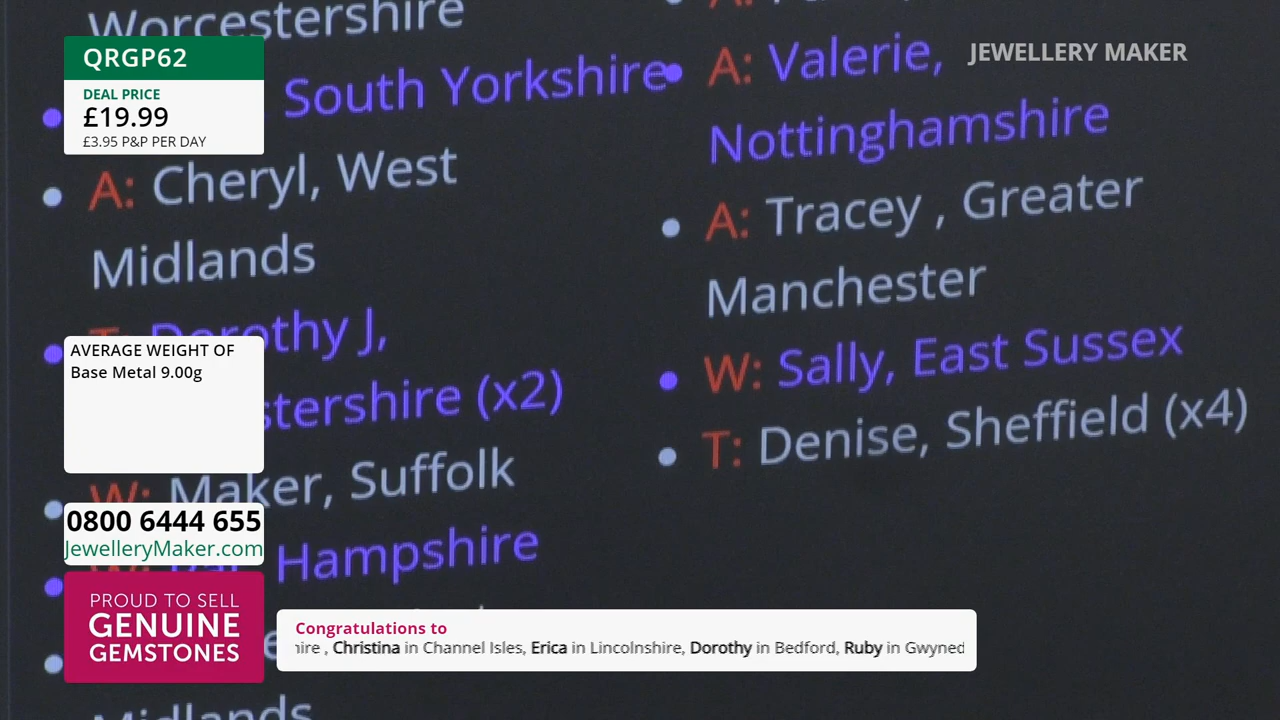 Worcestershire
South Yorkshire
A: Cheryl, West
Midlands
T: Dorothy J,
(x2)
W: Maker, Suffolk
Hampshire
Midlands
A: Valerie,
Nottinghamshire
A: Tracey , Greater
Manchester
W: Sally, East Sussex
T: Denise, Sheffield (x4)
JEWELLERY MAKER
QRGP62
DEAL PRICE
£19.99
£3.95 P&P PER DAY
AVERAGE WEIGHT OF
Base Metal 9.00g
0800 6444 655
JewelleryMaker.com
PROUD TO SELL
GENUINE
GEMSTONES
Congratulations to
, Christina in Channel Isles, Erica in Lincolnshire, Dorothy in Bedford, Ruby in Gwyned